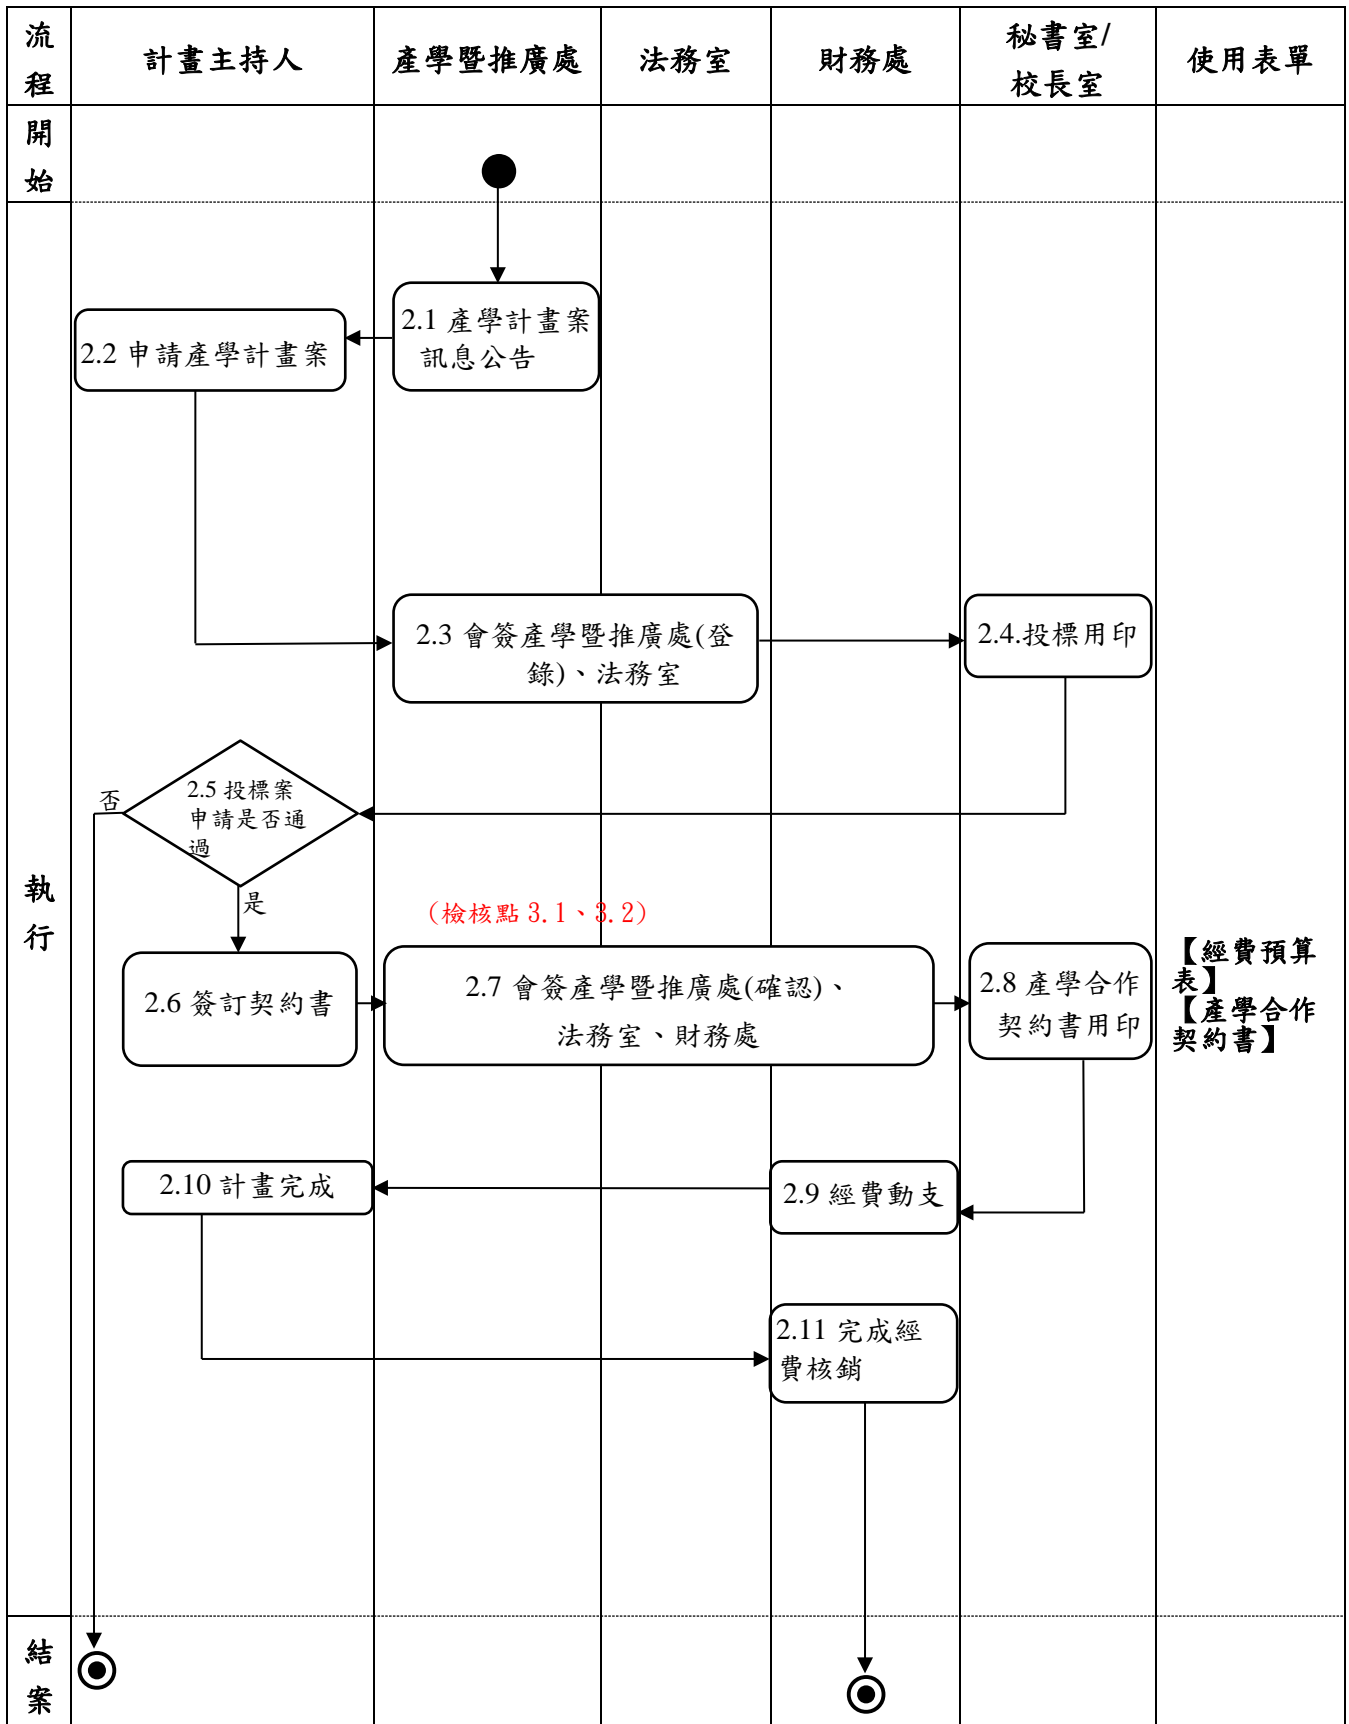 流
程
計畫主持人
產學暨推廣處
法務室
財務處
秘書室/
校長室
使用表單
開
始
2.1 產學計畫案
訊息公告
2.2 申請產學計畫案
2.3 會簽產學暨推廣處(登
錄)、法務室
2.4.投標用印
2.5 投標案
申請是否通
過
否
是
執
行
(檢核點 3.1、3.2)
2.6 簽訂契約書
2.7 會簽產學暨推廣處(確認)、
法務室、財務處
2.8 產學合作
契約書用印
【經費預算
表】
【產學合作
契約書】
2.10 計畫完成
2.9 經費動支
2.11 完成經
費核銷
結
案